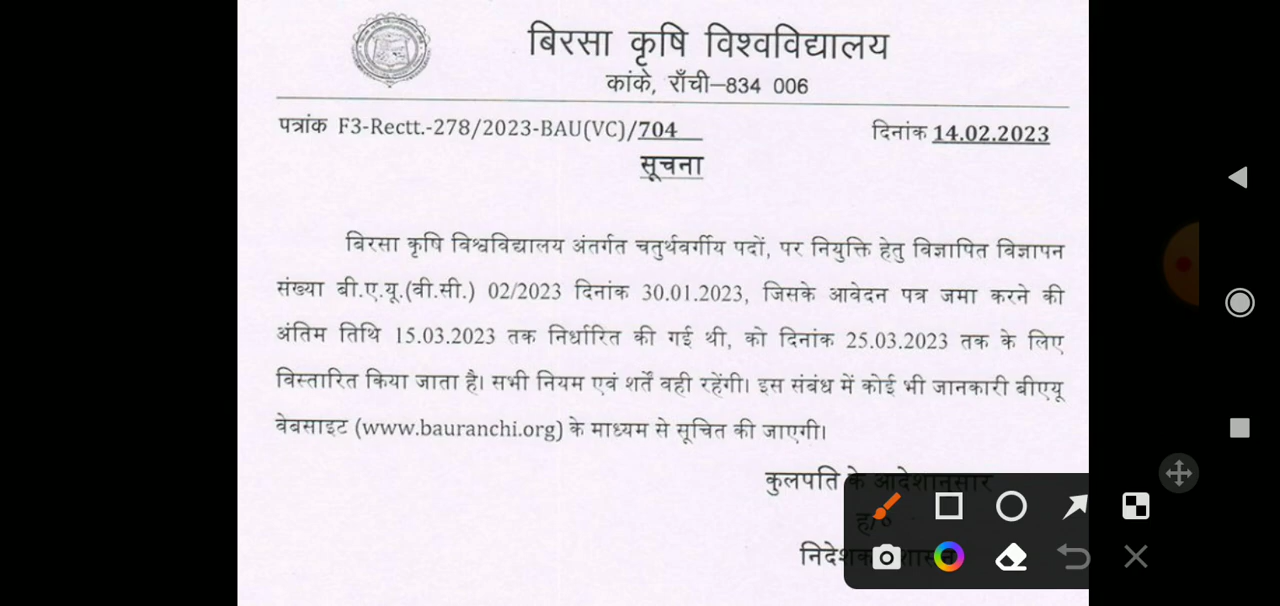 बिरसा कृषि विश्वविद्यालय
कांके, राँची–834 006
पत्रांक F3-Rectt.-278/2023-BAU(VC)/704
दिनांक 14.02.2023
सूचना
बिरसा कृषि विश्वविद्यालय अंतर्गत चतुर्थवर्गीय पदों, पर नियुक्ति हेतु विज्ञापित विज्ञापन
संख्या बी.ए.यू.(वी.सी.) 02/2023 दिनांक 30.01.2023, जिसके आवेदन पत्र जमा करने की
अंतिम तिथि 15.03.2023 तक निर्धारित की गई थी, को दिनांक 25.03.2023 तक के लिए
विस्तारित किया जाता है। सभी नियम एवं शर्तें वही रहेंगी। इस संबंध में कोई भी जानकारी बीएयू
वेबसाइट (www.bauranchi.org) के माध्यम से सूचित की जाएगी।
कुलपति के आदेशानुसार
ह/०